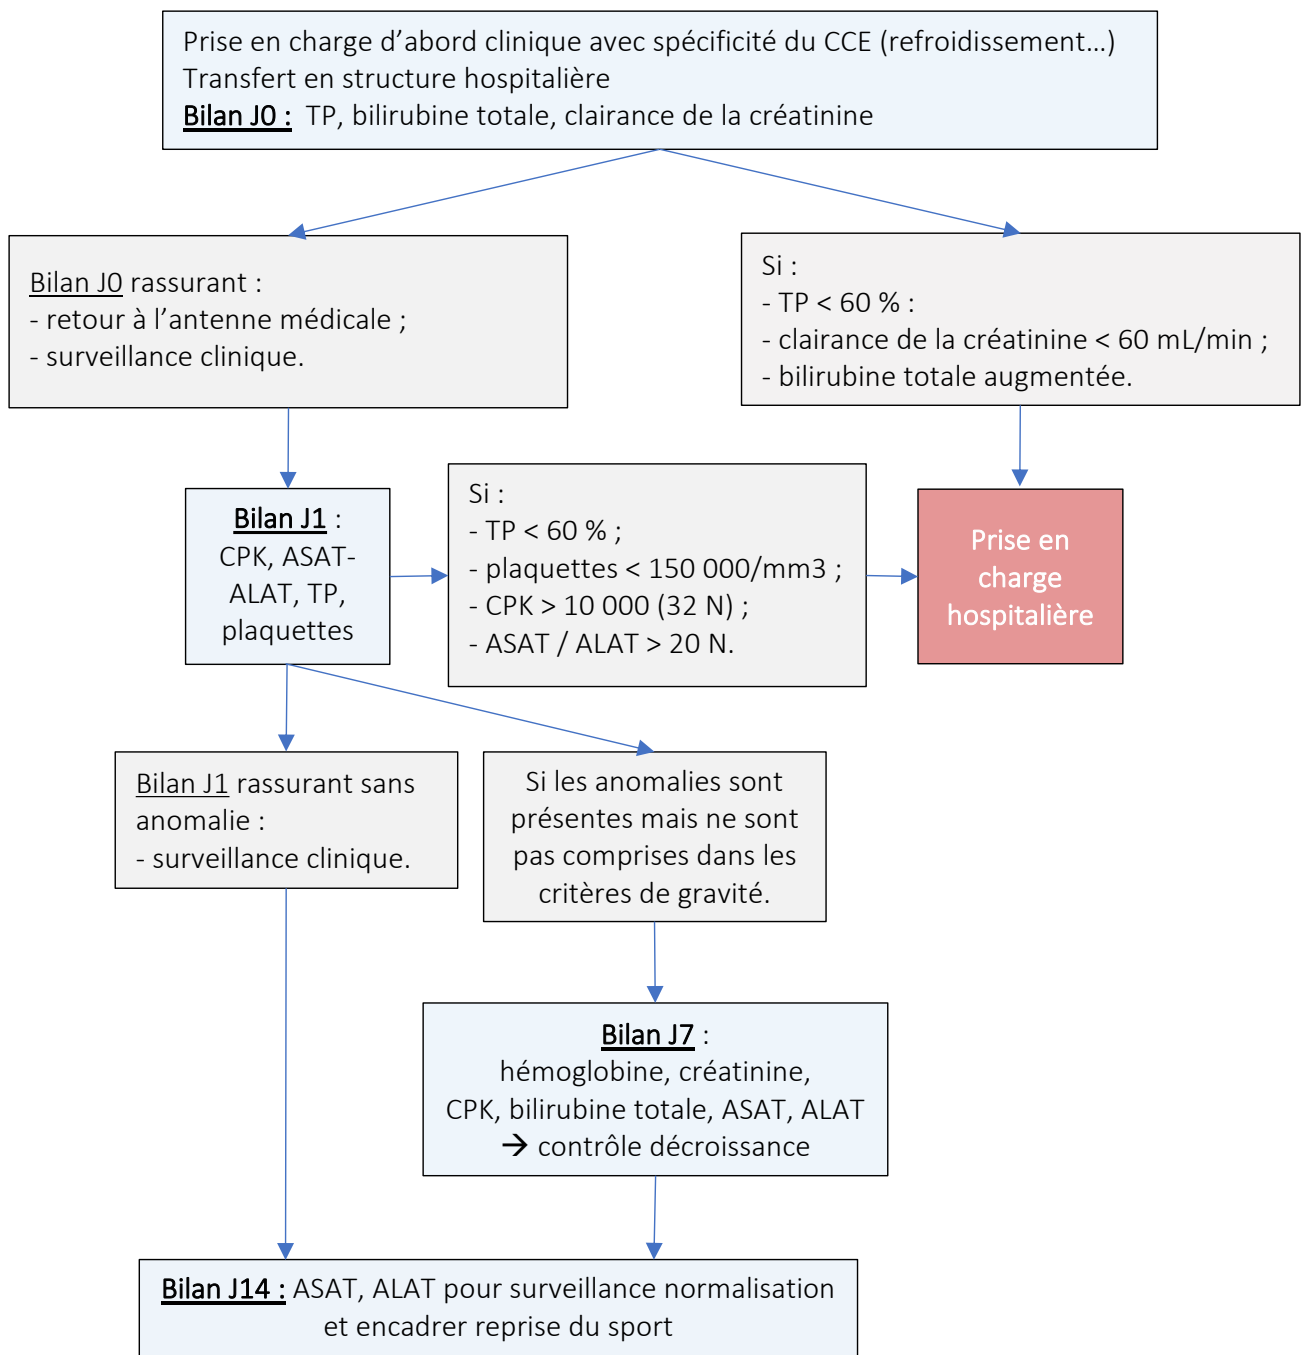 Prise en charge d’abord clinique avec spécificité du CCE (refroidissement…)
Transfert en structure hospitalière
Bilan J0 : TP, bilirubine totale, clairance de la créatinine
Bilan J0 rassurant :
- retour à l’antenne médicale ;
- surveillance clinique.
Si :
- TP < 60 % :
- clairance de la créatinine < 60 mL/min ;
- bilirubine totale augmentée.
Bilan J1 :
CPK, ASAT-
ALAT, TP,
plaquettes
Si :
- TP < 60 % ;
- plaquettes < 150 000/mm3 ;
- CPK > 10 000 (32 N) ;
- ASAT / ALAT > 20 N.
Prise en
charge
hospitalière
Bilan J1 rassurant sans
anomalie :
- surveillance clinique.
Si les anomalies sont
présentes mais ne sont
pas comprises dans les
critères de gravité.
Bilan J7 :
hémoglobine, créatinine,
CPK, bilirubine totale, ASAT, ALAT
→ contrôle décroissance
Bilan J14 : ASAT, ALAT pour surveillance normalisation
et encadrer reprise du sport